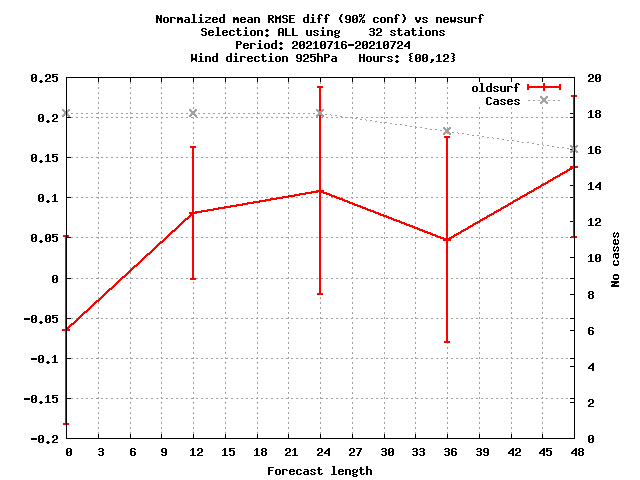 Normalized mean RMSE diff (90% conf) vs newsurf
Selection: ALL using    32 stations
Period: 20210716-20210724
Wind direction 925hPa   Hours: {00,12}
oldsurf
Cases
0.25
0.2
0.15
0.1
0.05
0
-0.05
-0.1
-0.15
-0.2
20
18
16
14
12
10
8
6
4
2
0
No cases
0 3 6 9 12 15 18 21 24 27 30 33 36 39 42 45 48
Forecast length